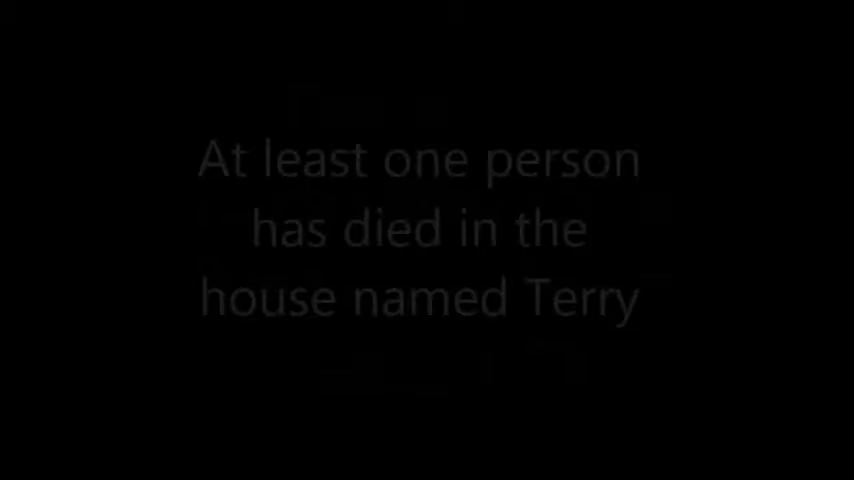 At least one person
has died in the
house named Terry